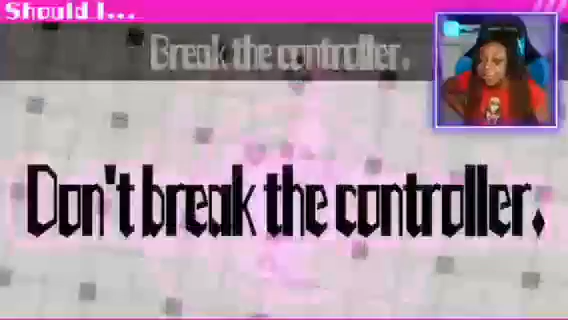 Should I...
Break the controller.
Don't break the controller.